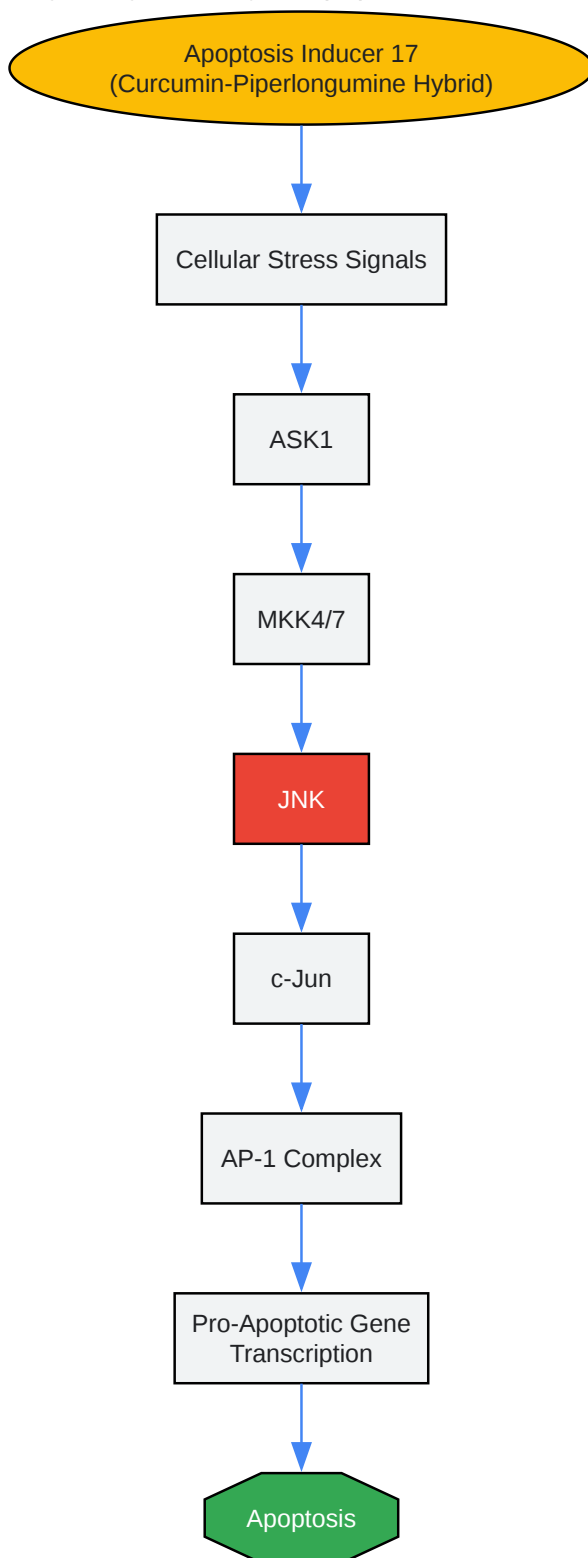 Apoptosis Inducer 17
(Curcumin-Piperlongumine Hybrid)
Cellular Stress Signals
ASK1
MKK4/7
JNK
c-Jun
AP-1 Complex
Pro-Apoptotic Gene
Transcription
Apoptosis